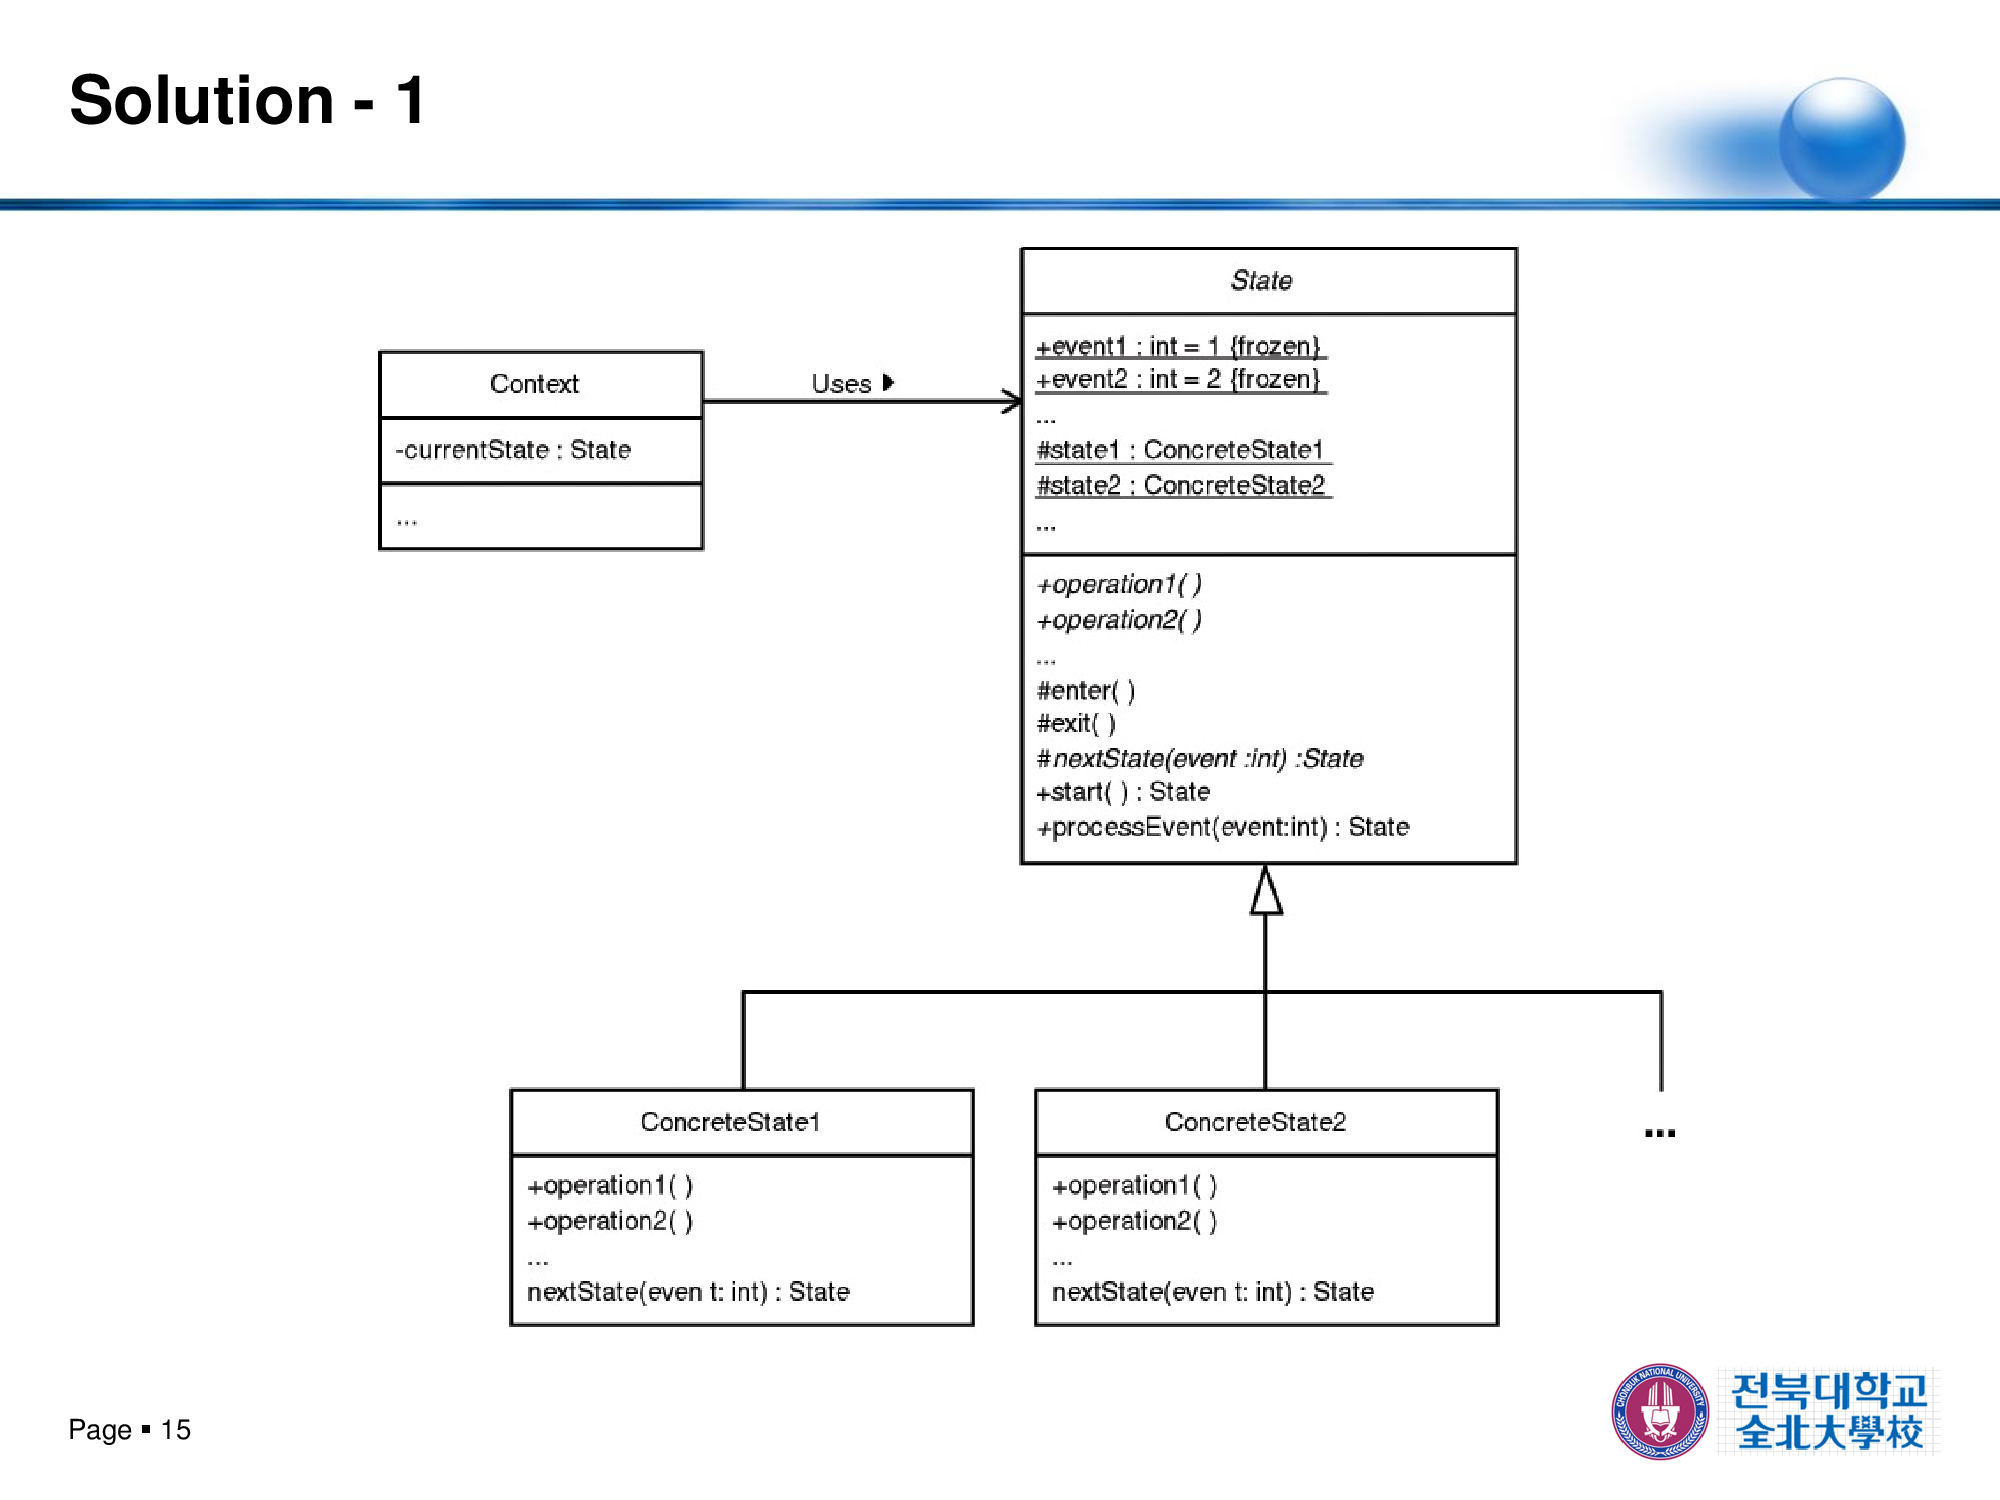 Solution - 1
Context
-currentState : State
...
Uses
State
+event1 : int = 1 {frozen}
+event2 : int = 2 {frozen}
...
#state1 : ConcreteState1
#state2 : ConcreteState2
...
+operation1( )
+operation2( )
...
#enter( )
#exit( )
#nextState(event :int) :State
+start( ) : State
+processEvent(event:int) : State
ConcreteState1
+operation1( )
+operation2( )
...
nextState(even t: int) : State
ConcreteState2
+operation1( )
+operation2( )
...
nextState(even t: int) : State
...
Page ▪ 15
CHONBUK NATIONAL UNIVERSITY
전북대학교
全北大學校